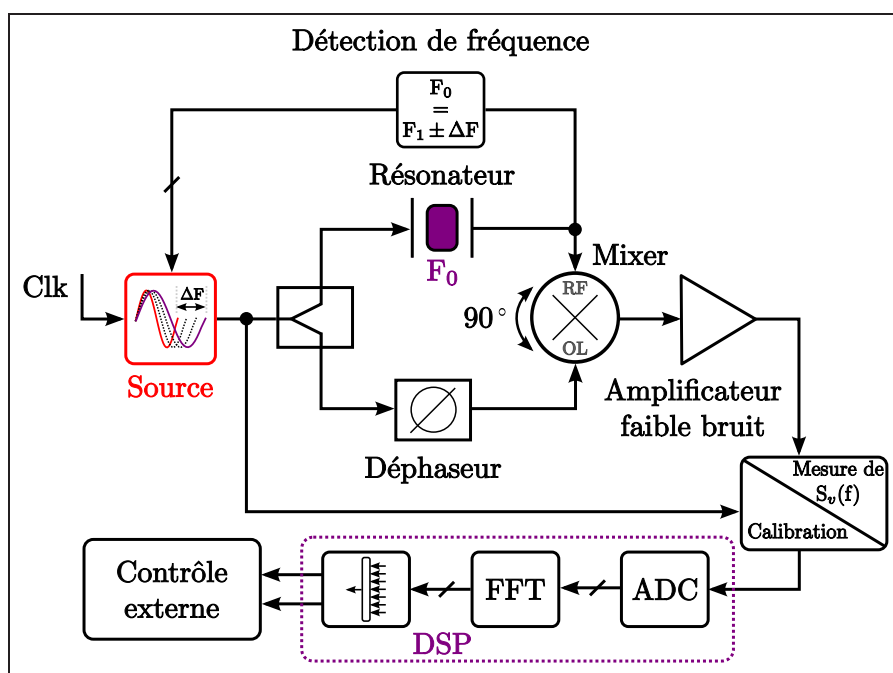 Détection de fréquence
F₀
=
F₁ ± ΔF
Résonateur
F₀
Mixer
Clk
ΔF
90°
RF
OL
Source
Amplificateur
faible bruit
Déphaseur
Mesure de
Sᵥ(f)
Calibration
Contrôle
externe
FFT
ADC
DSP